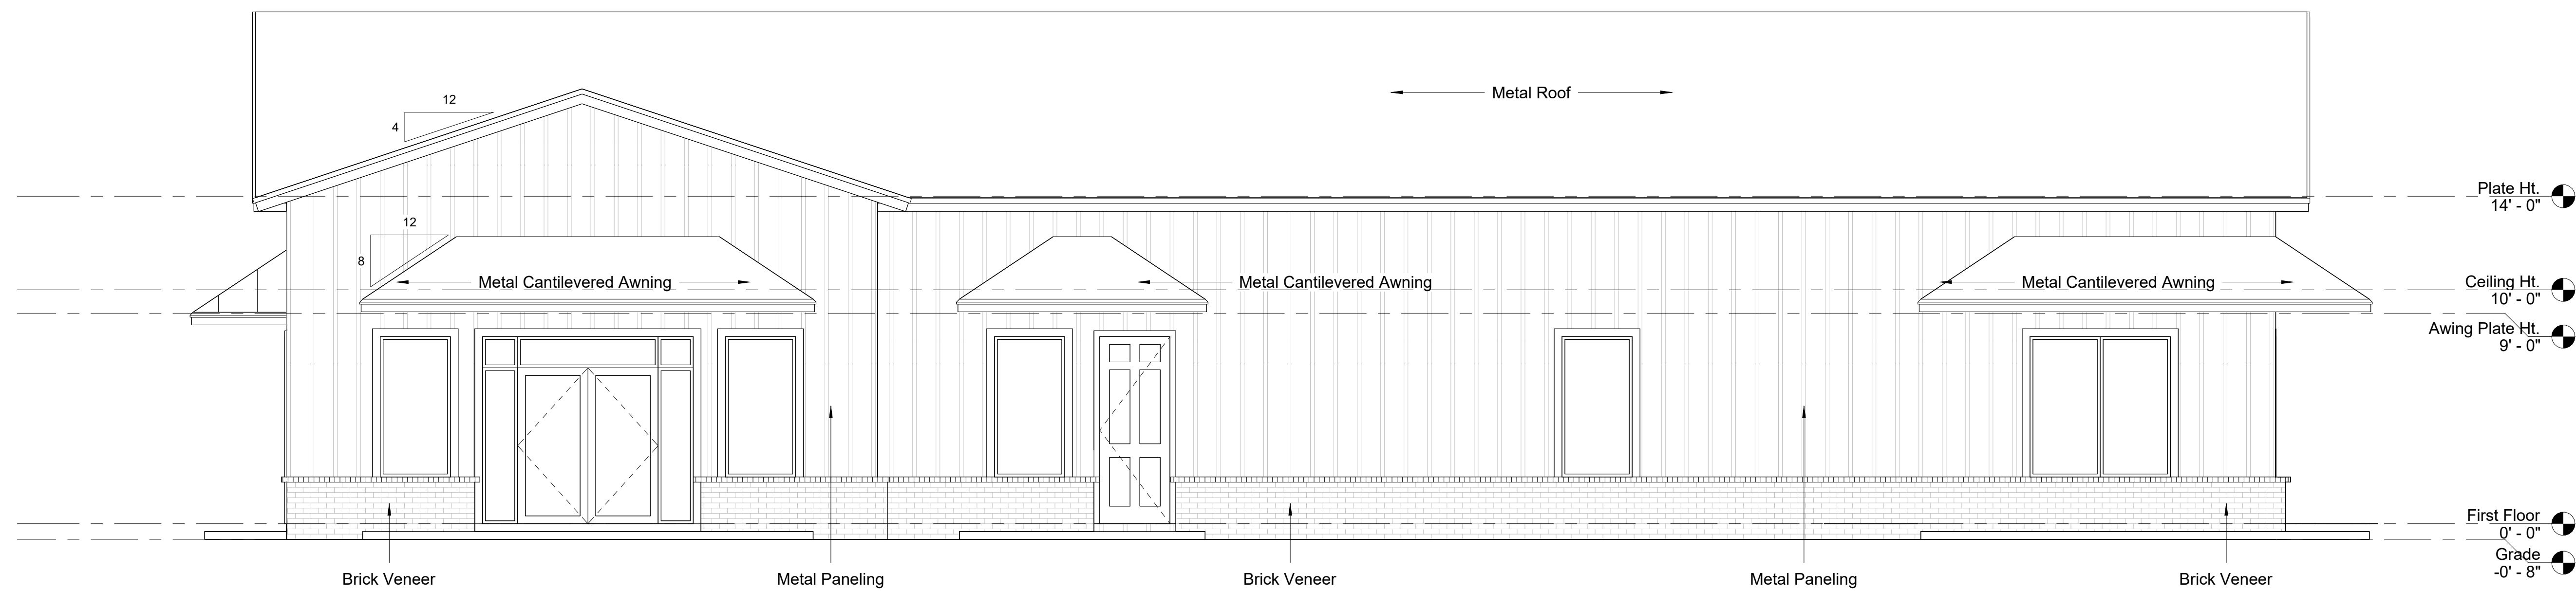 Metal Roof
12
4
Plate Ht.
14' - 0"
12
8
Metal Cantilevered Awning
Metal Cantilevered Awning
Metal Cantilevered Awning
Ceiling Ht.
10' - 0"
Awing Plate Ht.
9' - 0"
First Floor
0' - 0"
Grade
-0' - 8"
Brick Veneer
Metal Paneling
Brick Veneer
Metal Paneling
Brick Veneer